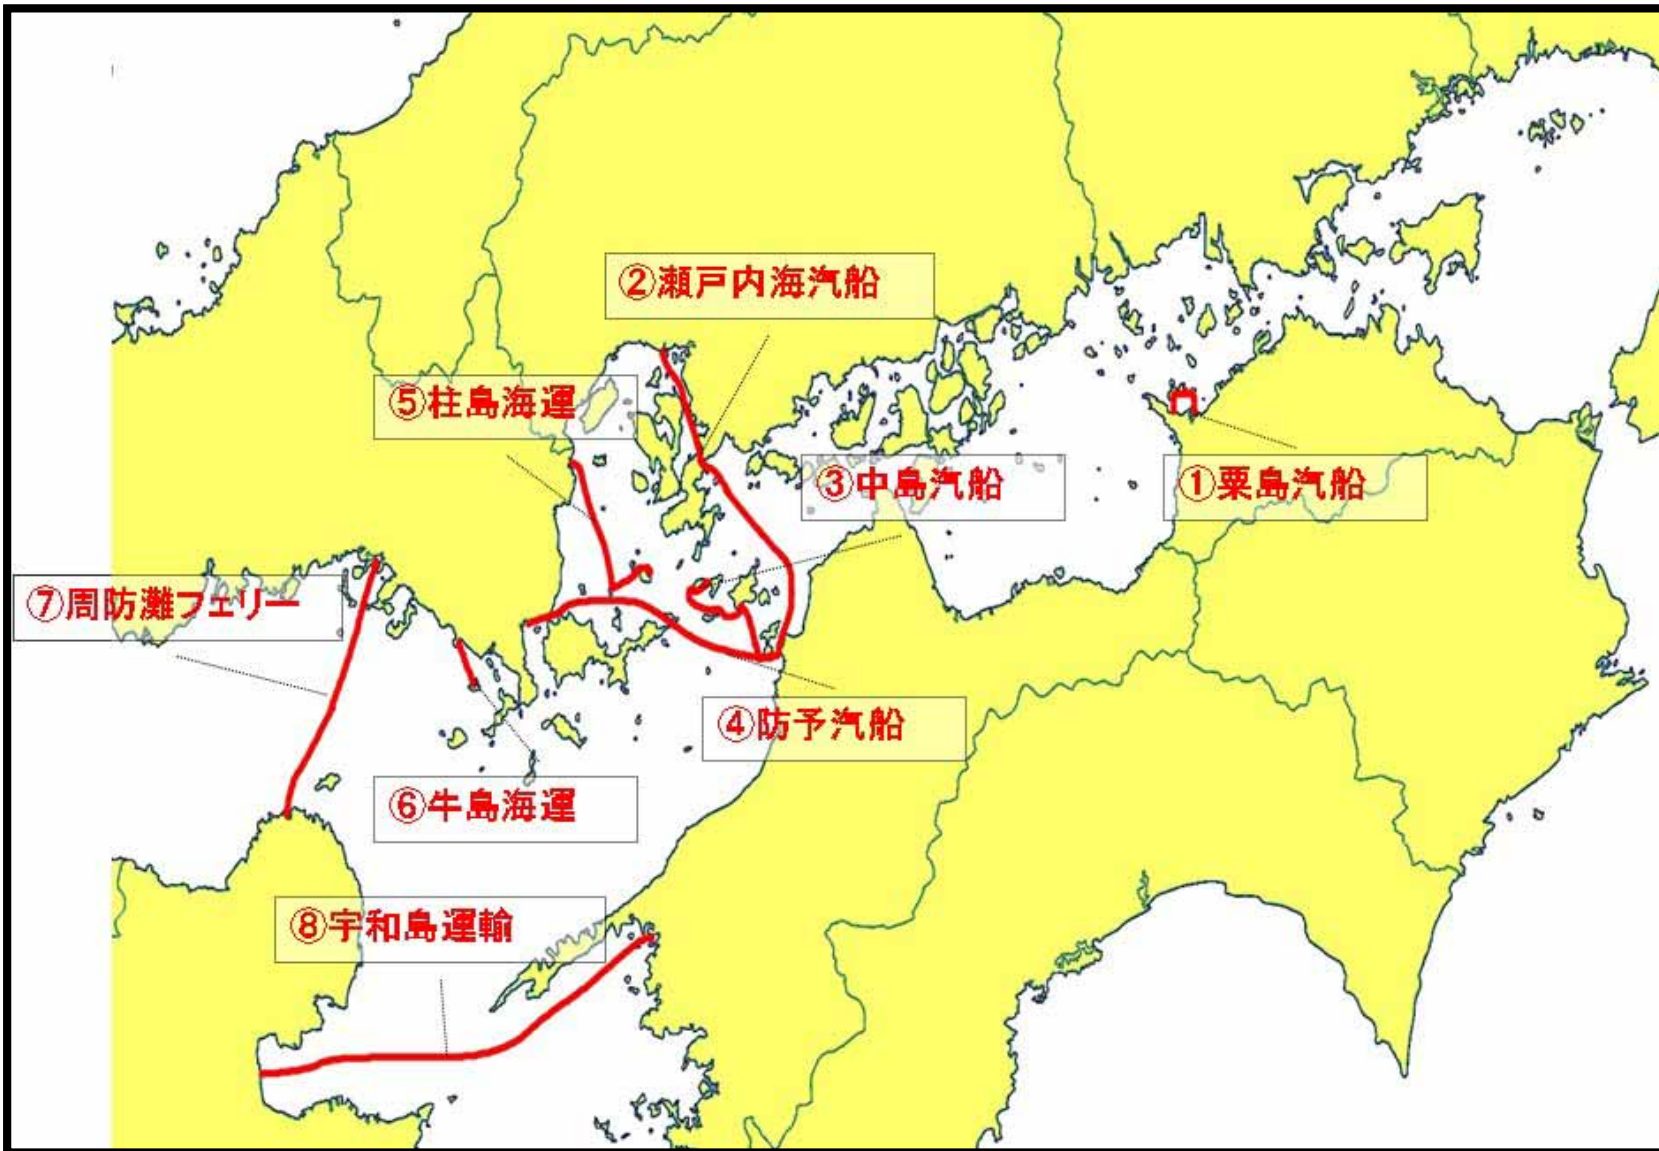 ②瀬戸内海汽船
⑤柱島海運
③中島汽船
①粟島汽船
⑦周防灘フェリー
④防予汽船
⑥牛島海運
⑧宇和島運輸